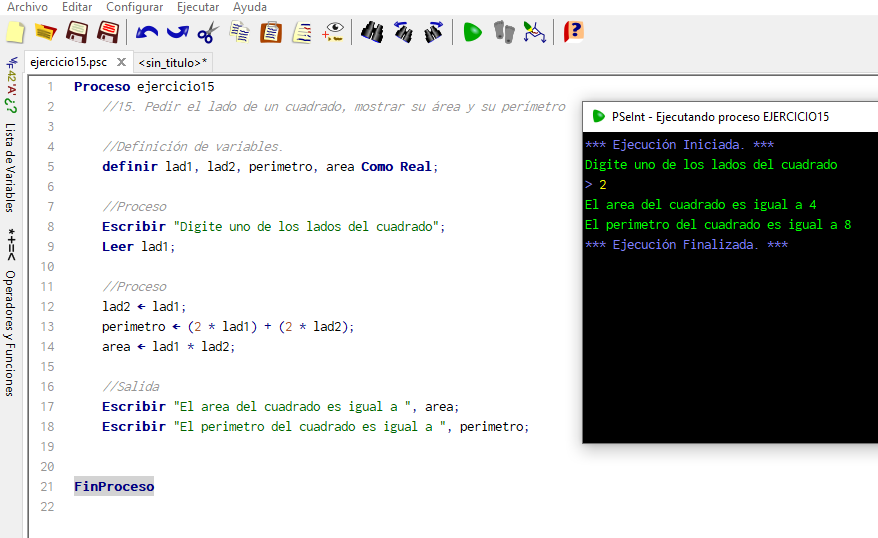 Archivo Editar Configurar Ejecutar Ayuda
ejercicio15.psc X <sin_titulo>*
Lista de Variables
*+=< Operadores y Funciones
1 Proceso ejercicio15
2 //15. Pedir el lado de un cuadrado, mostrar su área y su perímetro
3
4 //Definición de variables.
5 definir lad1, lad2, perimetro, area Como Real;
6
7 //Proceso
8 Escribir "Digite uno de los lados del cuadrado";
9 Leer lad1;
10
11 //Proceso
12 lad2 ← lad1;
13 perimetro ← (2 * lad1) + (2 * lad2);
14 area ← lad1 * lad2;
15
16 //Salida
17 Escribir "El area del cuadrado es igual a ", area;
18 Escribir "El perimetro del cuadrado es igual a ", perimetro;
19
20
21 FinProceso
22
PSeInt - Ejecutando proceso EJERCICIO15
*** Ejecución Iniciada. ***
Digite uno de los lados del cuadrado
> 2
El area del cuadrado es igual a 4
El perimetro del cuadrado es igual a 8
*** Ejecución Finalizada. ***